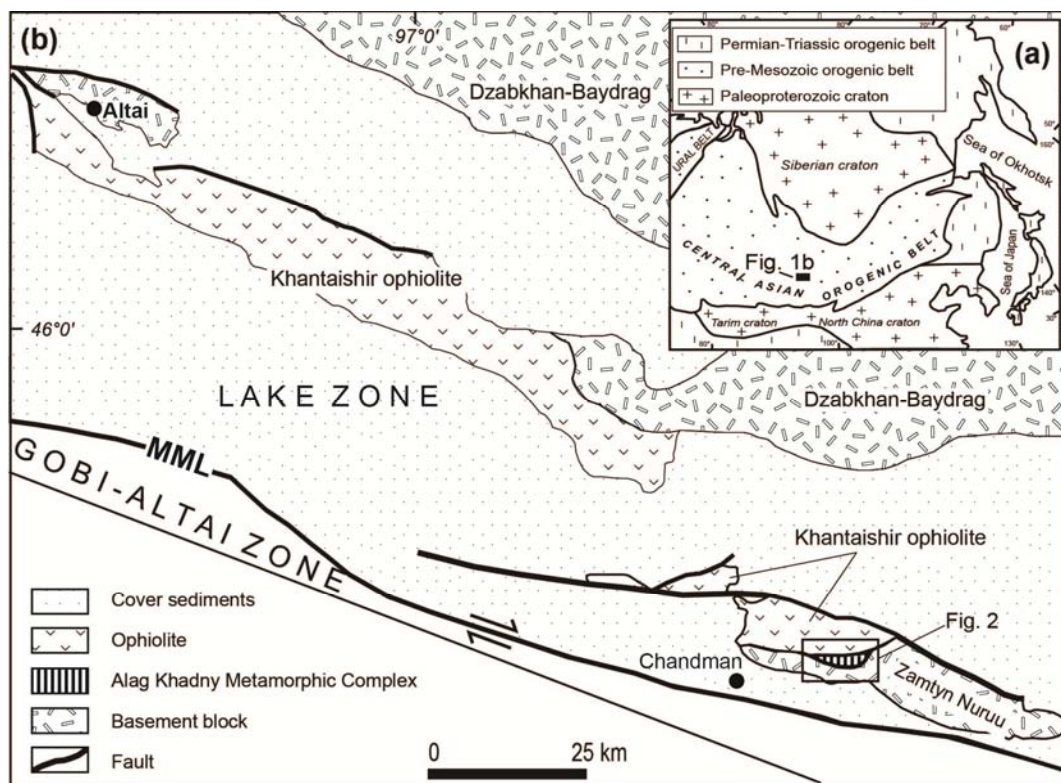 (b)
97°0'
Altai
Dzabkhan-Baydrag
Khantaishir ophiolite
46°0'
LAKE ZONE
Dzabkhan-Baydrag
MML
GOBI-ALTAI ZONE
Khantaishir ophiolite
Fig. 2
Chandman
Zamtyn Nuruu
Cover sediments
Ophiolite
Alag Khadny Metamorphic Complex
Basement block
Fault
0
25 km
(a)
Permian-Triassic orogenic belt
Pre-Mesozoic orogenic belt
Paleoproterozoic craton
URAL BELT
Siberian craton
Sea of Okhotsk
Fig. 1b
CENTRAL ASIAN OROGENIC BELT
Sea of Japan
Tarim craton
North China craton
80°
100°
130°